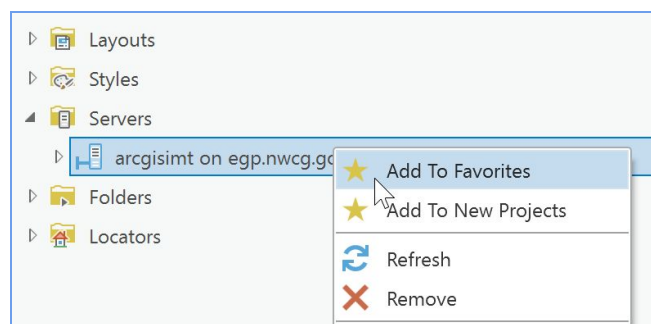 Layouts
Styles
Servers
arcgisimt on egp.nwcg.go
Add To Favorites
Add To New Projects
Folders
Locators
Refresh
Remove